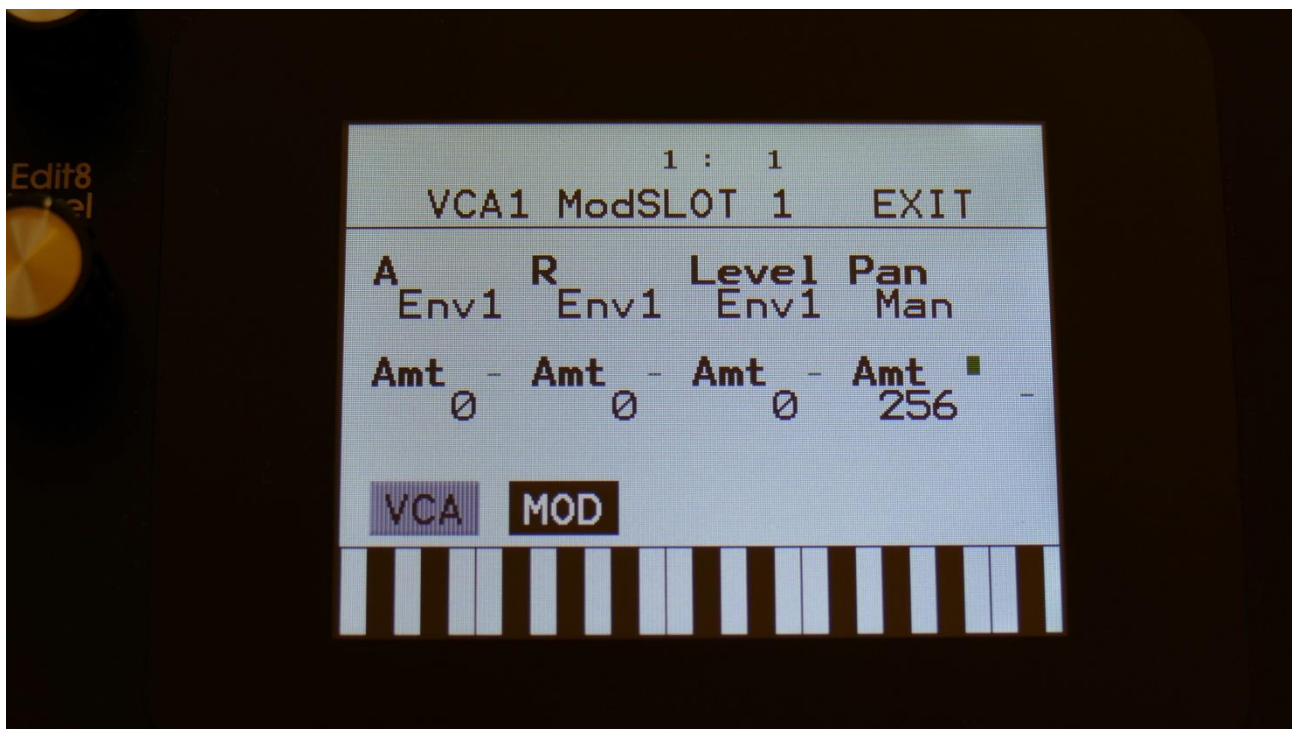 Edit8
1 : 1
VCA1 ModSLOT 1 EXIT
A R Level Pan
Env1 Env1 Env1 Man
Amt - Amt - Amt - Amt
0 0 0 256 -
VCA MOD